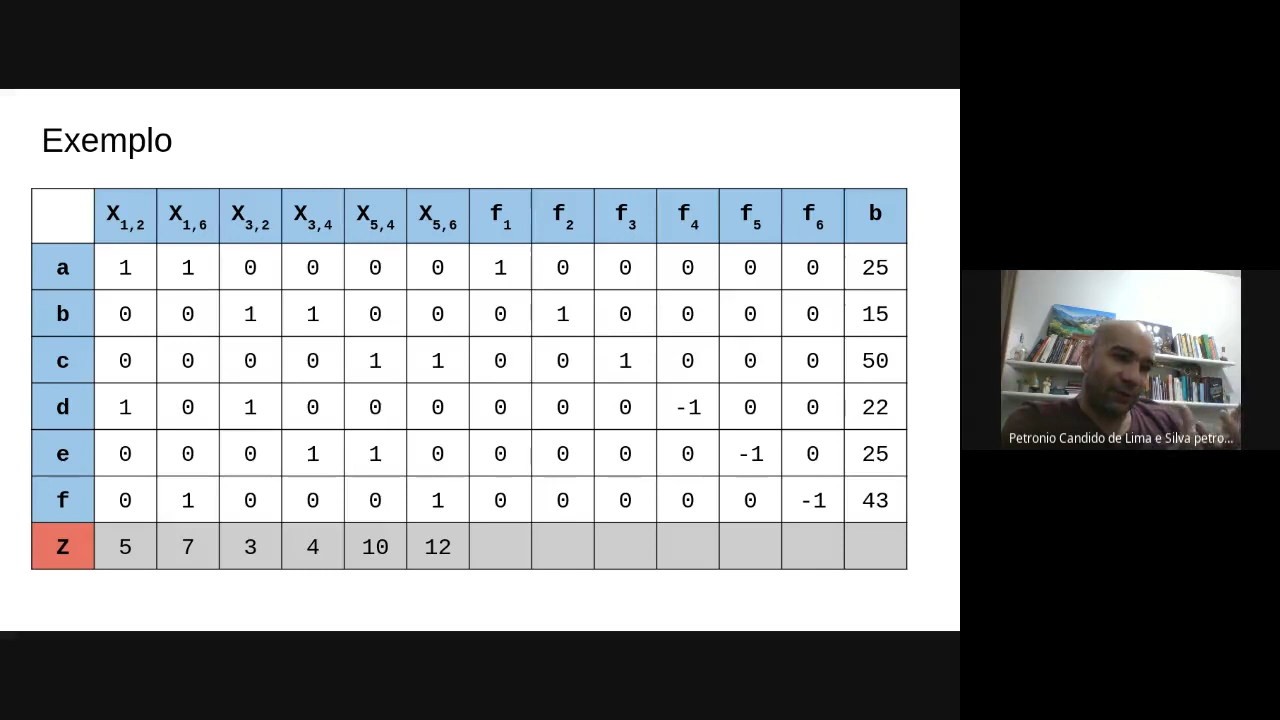 Exemplo
X1,2 X1,6 X3,2 X3,4 X5,4 X5,6 f1 f2 f3 f4 f5 f6 b
a 1 1 0 0 0 0 1 0 0 0 0 0 25
b 0 0 1 1 0 0 0 1 0 0 0 0 15
c 0 0 0 0 1 1 0 0 1 0 0 0 50
d 1 0 1 0 0 0 0 0 0 -1 0 0 22
e 0 0 0 1 1 0 0 0 0 0 -1 0 25
f 0 1 0 0 0 1 0 0 0 0 0 -1 43
Z 5 7 3 4 10 12
Petronio Candido de Lima e Silva petro...